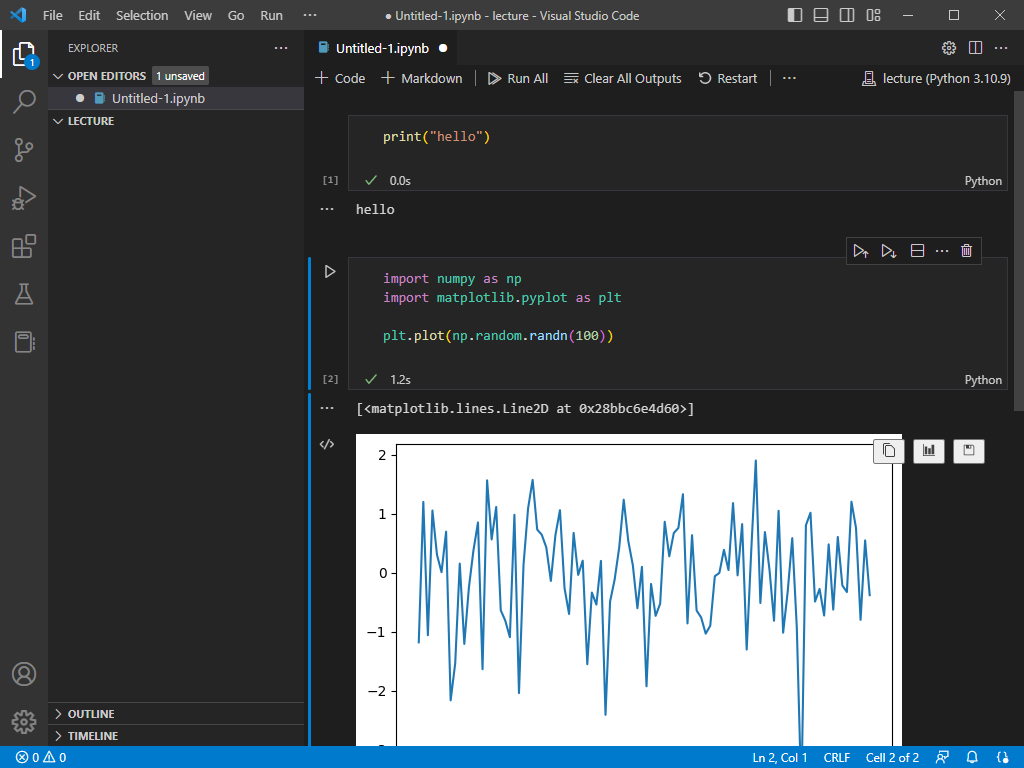 File Edit Selection View Go Run ··· ● Untitled-1.ipynb - lecture - Visual Studio Code
EXPLORER ···
1
OPEN EDITORS 1 unsaved
● Untitled-1.ipynb
LECTURE
OUTLINE
TIMELINE
Untitled-1.ipynb ●
+ Code + Markdown Run All Clear All Outputs Restart ··· lecture (Python 3.10.9)
print("hello")
[1] ✓ 0.0s Python
··· hello
import numpy as np
import matplotlib.pyplot as plt
plt.plot(np.random.randn(100))
[2] ✓ 1.2s Python
··· [<matplotlib.lines.Line2D at 0x28bbc6e4d60>]
</>
2
1
0
−1
−2
0 0 Ln 2, Col 1 CRLF Cell 2 of 2